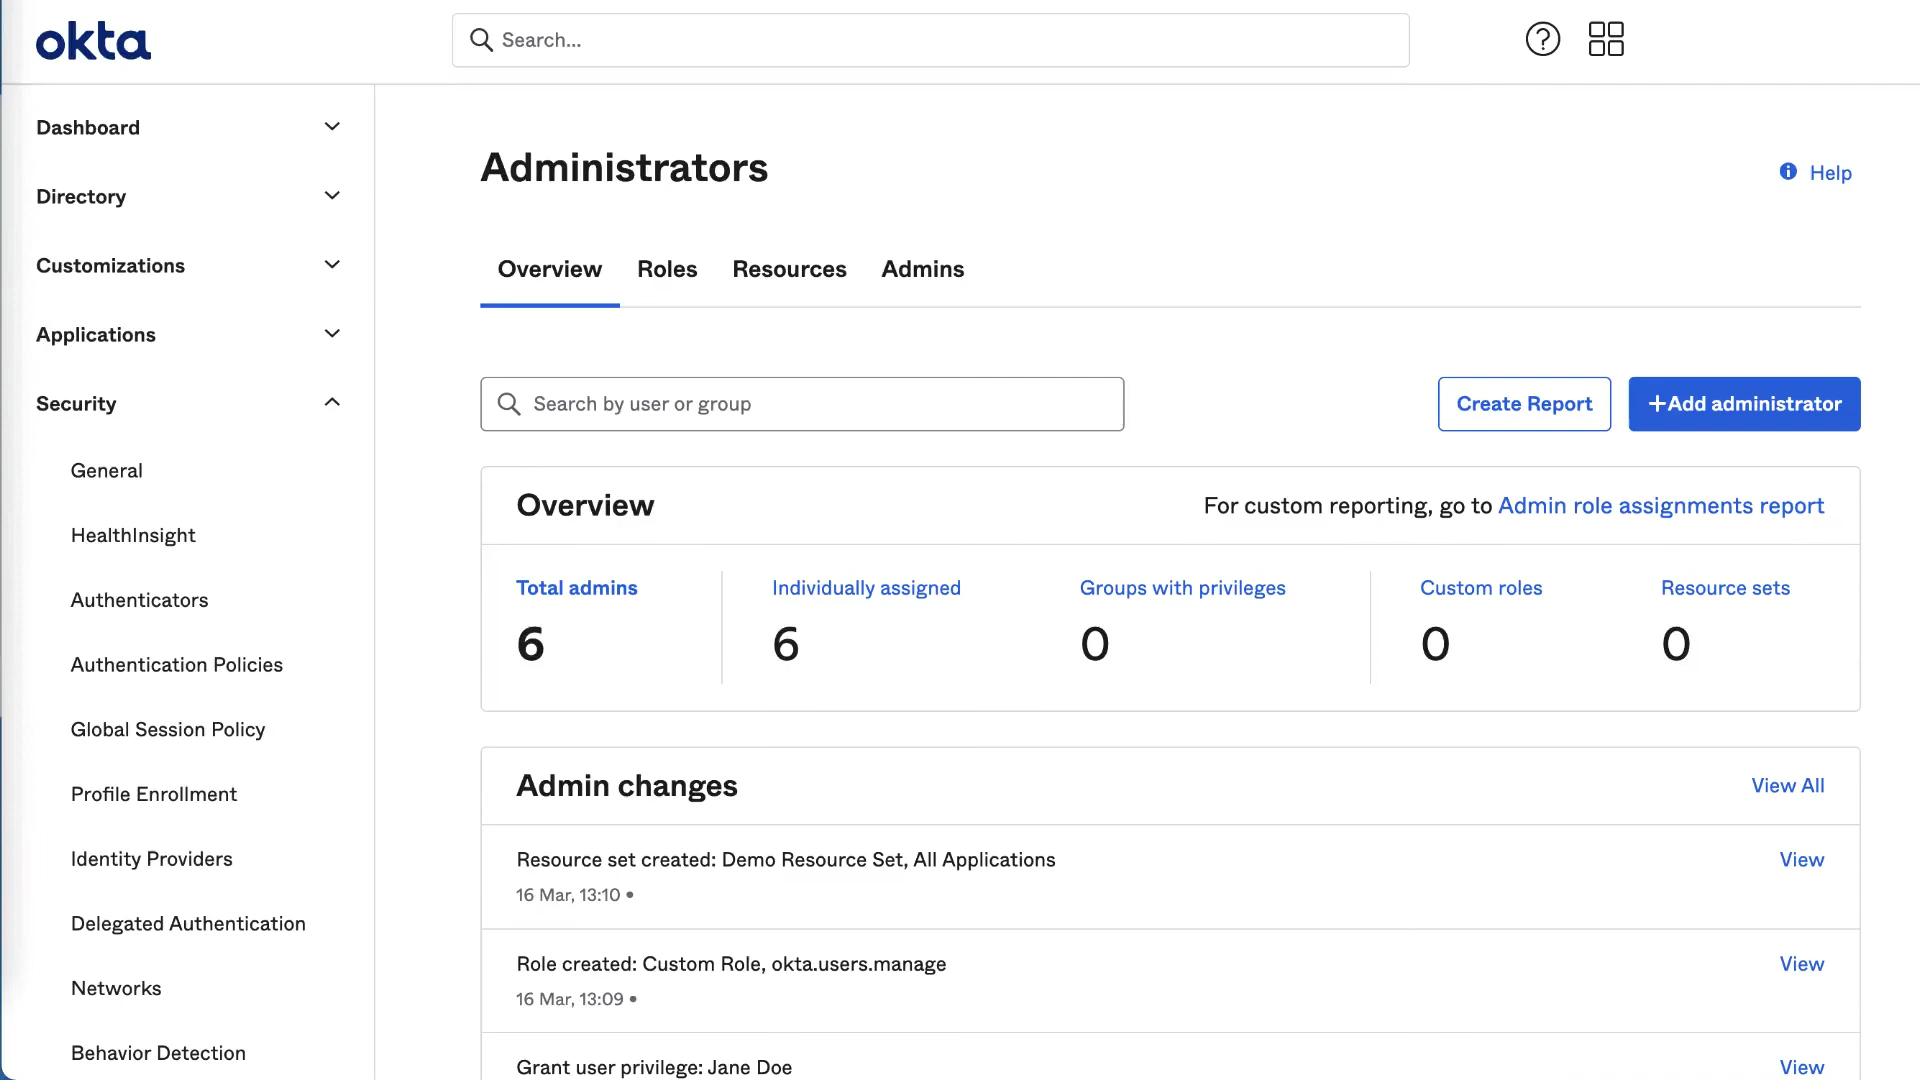 okta
Search...
Dashboard
Directory
Customizations
Applications
Security
General
HealthInsight
Authenticators
Authentication Policies
Global Session Policy
Profile Enrollment
Identity Providers
Delegated Authentication
Networks
Behavior Detection
Administrators
Help
Overview Roles Resources Admins
Search by user or group
Create Report
+Add administrator
Overview
For custom reporting, go to Admin role assignments report
Total admins Individually assigned Groups with privileges Custom roles Resource sets
6 6 0 0 0
Admin changes
View All
Resource set created: Demo Resource Set, All Applications
View
16 Mar, 13:10 •
Role created: Custom Role, okta.users.manage
View
16 Mar, 13:09 •
Grant user privilege: Jane Doe
View